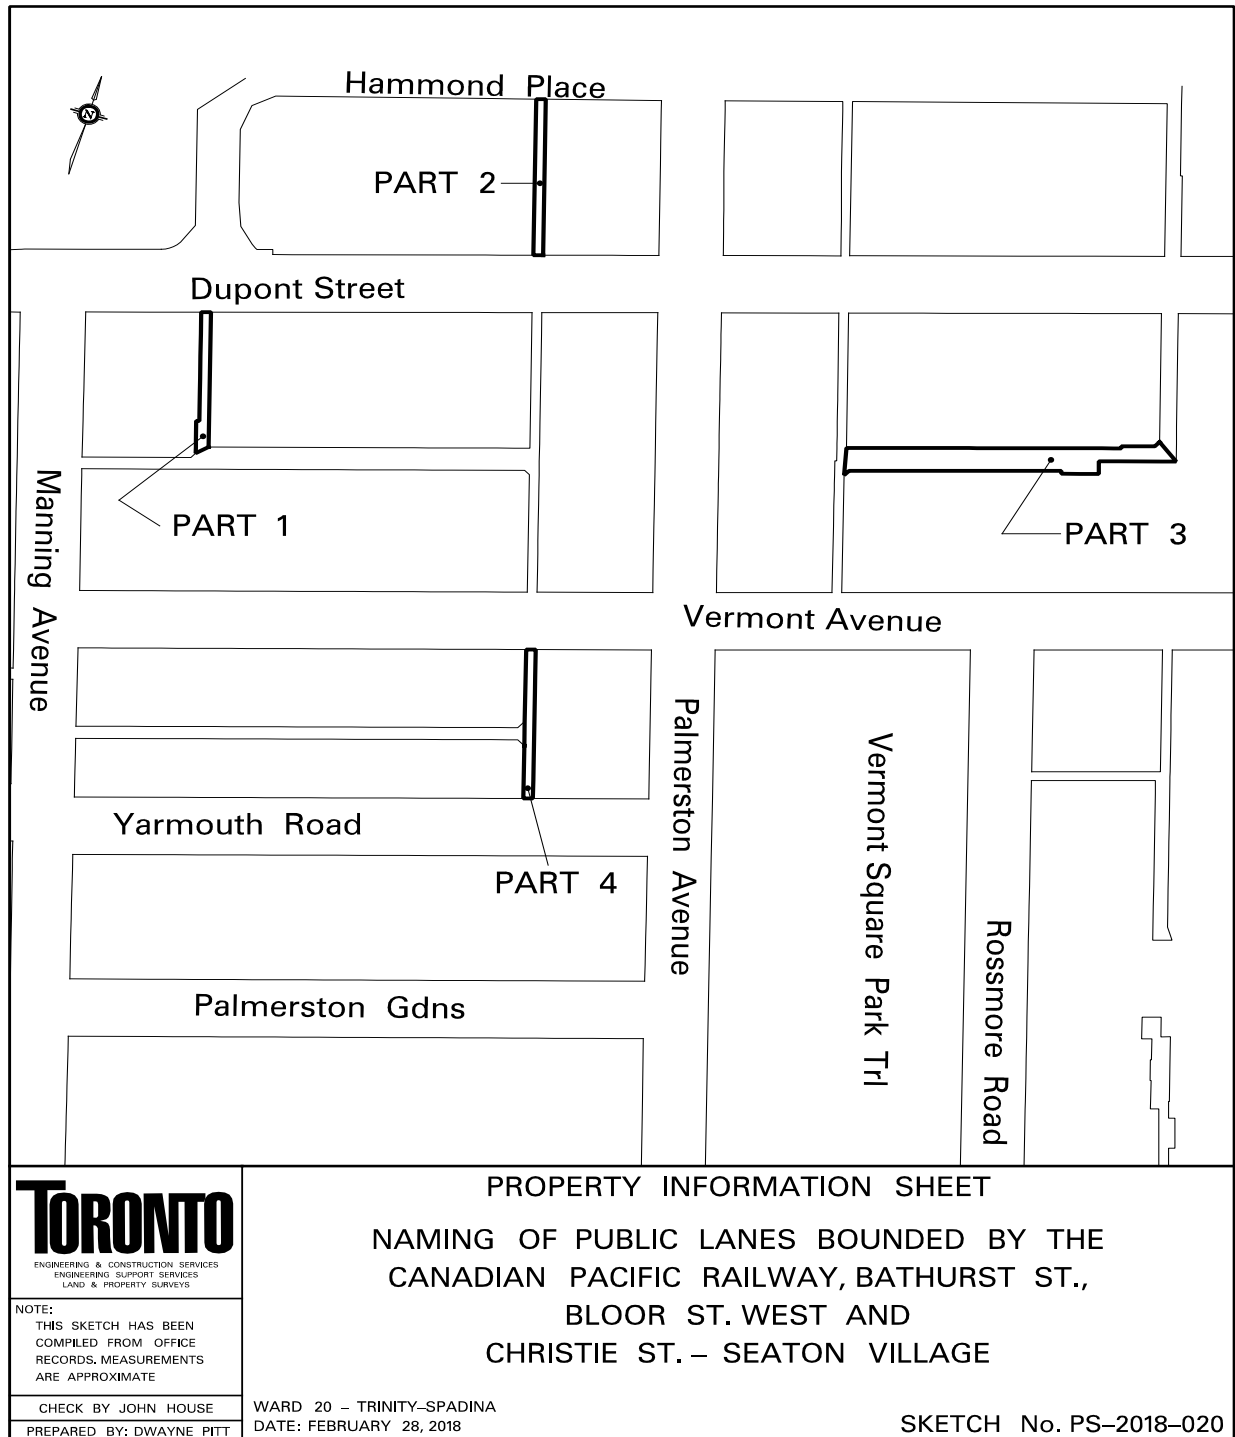 Hammond Place
N
PART 2
Dupont Street
Manning Avenue
PART 1
PART 3
Vermont Avenue
Palmerston Avenue
Vermont Square Park Trl
Yarmouth Road
PART 4
Rossmore Road
Palmerston Gdns
TORONTO
ENGINEERING & CONSTRUCTION SERVICES
ENGINEERING SUPPORT SERVICES
LAND & PROPERTY SURVEYS
NOTE:
THIS SKETCH HAS BEEN
COMPILED FROM OFFICE
RECORDS. MEASUREMENTS
ARE APPROXIMATE
CHECK BY JOHN HOUSE
PREPARED BY: DWAYNE PITT
PROPERTY INFORMATION SHEET
NAMING OF PUBLIC LANES BOUNDED BY THE
CANADIAN PACIFIC RAILWAY, BATHURST ST.,
BLOOR ST. WEST AND
CHRISTIE ST. – SEATON VILLAGE
WARD 20 – TRINITY–SPADINA
DATE: FEBRUARY 28, 2018
SKETCH No. PS–2018–020